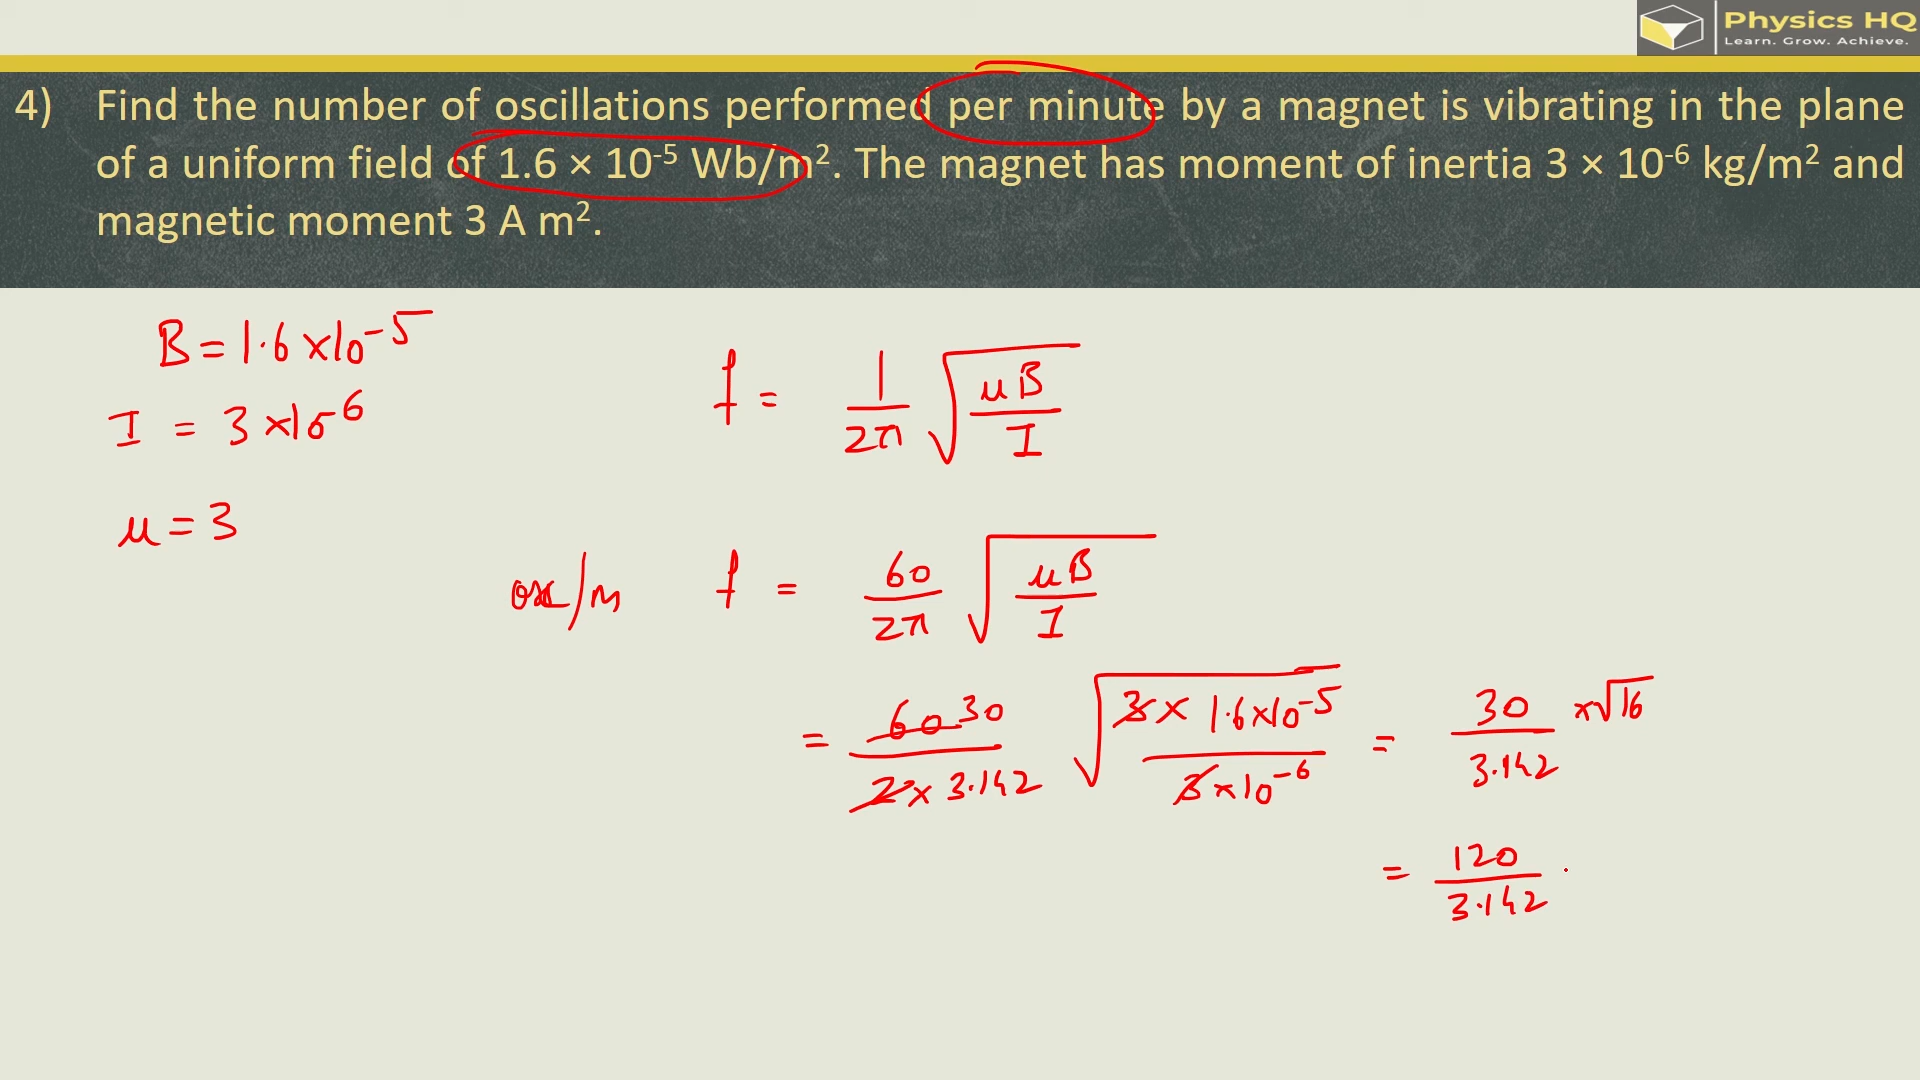 Physics HQ
Learn. Grow. Achieve.
4) Find the number of oscillations performed per minute by a magnet is vibrating in the plane
of a uniform field of 1.6 × 10⁻⁵ Wb/m². The magnet has moment of inertia 3 × 10⁻⁶ kg/m² and
magnetic moment 3 A m².
B = 1.6 ×10⁻⁵
I = 3 ×10⁻⁶
μ = 3
f = 1/2π √(μB/I)
osc/m f = 60/2π √(μB/I)
= 60 30/2 × 3.142 √(3 × 1.6×10⁻⁵/3 ×10⁻⁶) = 30/3.142 ×√16
= 120/3.142